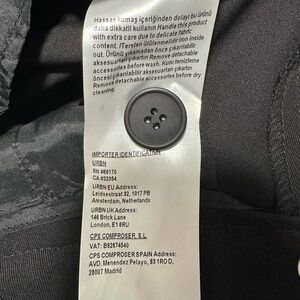 Hassas kumaş içeriğinden dolayı bu ürünü
daha dikkatli kullanın Handle this product
with extra care due to delicate fabric
content. /Tersten ütülenmelidir Iron inside
out. Ürünü yıkamadan önce çıkarılabilir
aksesuarları çıkartın Remove detachable
accessories before wash. Kuru temizleme
öncesi çıkarılabilir aksesuarları çıkartın
Remove detachable accessories before dry
cleaning.
IMPORTER IDENTIFICATION
URBN
RN #66170
CA #32054
URBN EU Address:
Leidsestraat 32, 1017 PB
Amsterdam, Netherlands
URBN UK Address:
146 Brick Lane
London, E1 6RU
CPS COMPROSER, S.L.
VAT: B82874540
CPS COMPROSER SPAIN Address:
AVD. Menendez Pelayo, 83 1RO D,
28007 Madrid